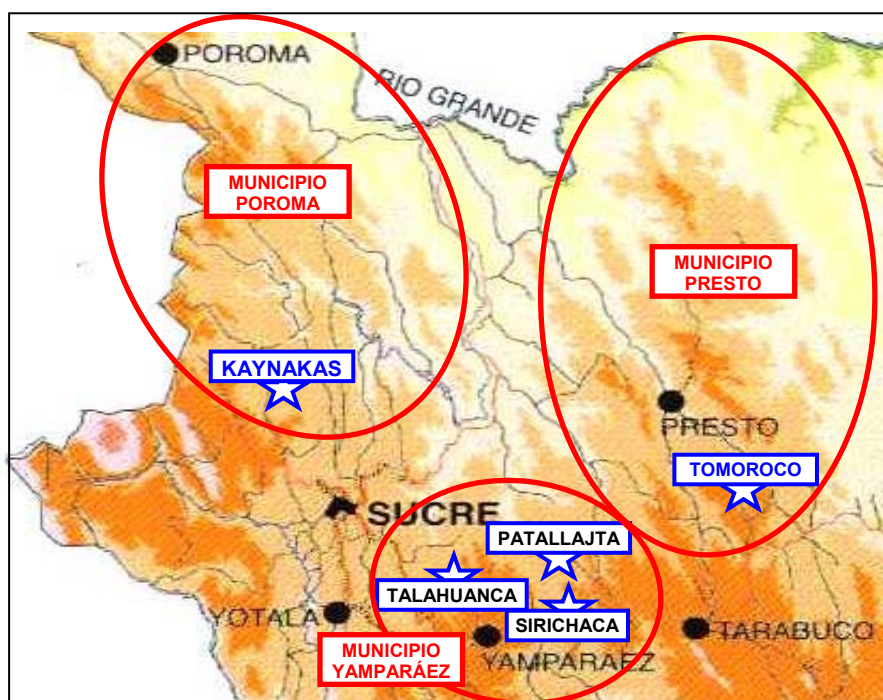 POROMA
RIO GRANDE
MUNICIPIO
POROMA
MUNICIPIO
PRESTO
KAYNAKAS
PRESTO
TOMOROCO
SUCRE
PATALLAJTA
TALAHUANCA
SIRICHACA
YOTALA
TARABUCO
YAMPARAEZ
MUNICIPIO
YAMPARÁEZ